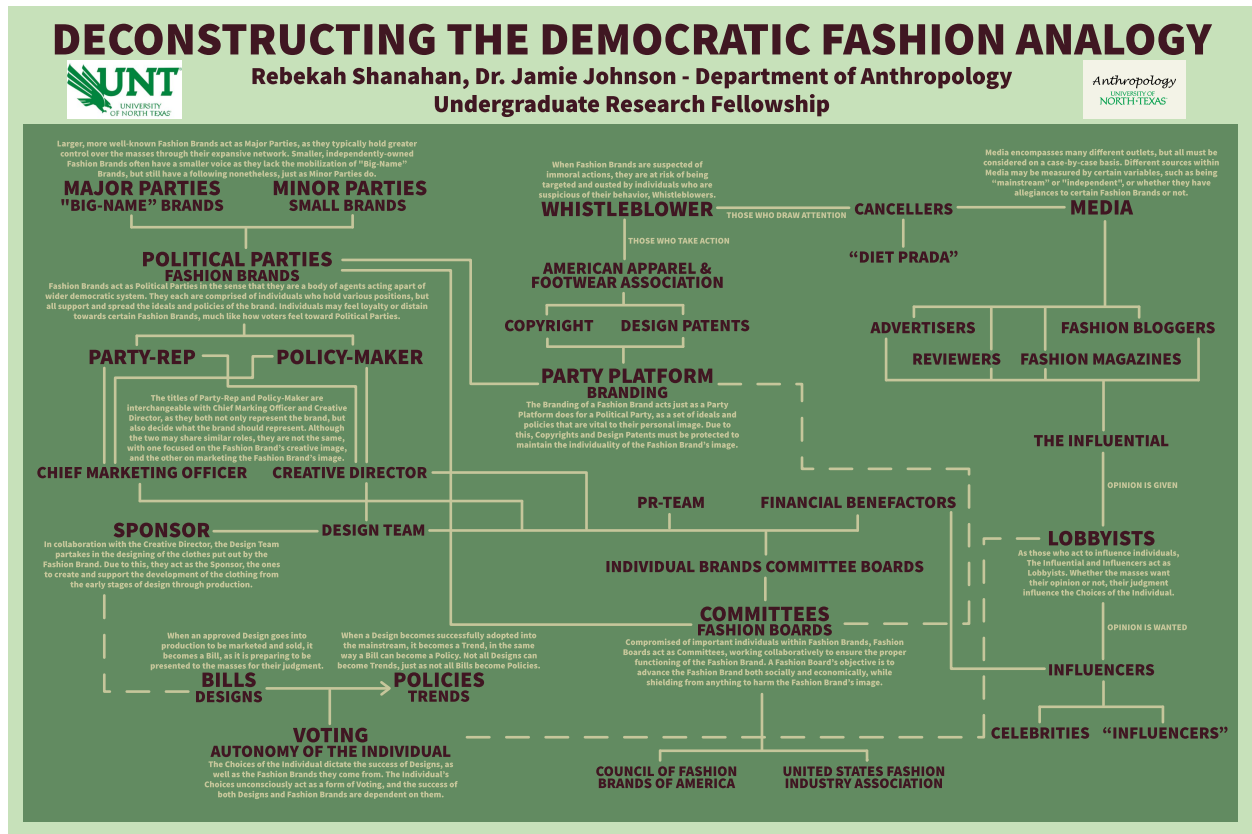 DECONSTRUCTING THE DEMOCRATIC FASHION ANALOGY
UNT
UNIVERSITY
OF NORTH TEXAS
Rebekah Shanahan, Dr. Jamie Johnson - Department of Anthropology
Undergraduate Research Fellowship
Anthropology
UNIVERSITY OF
NORTH·TEXAS
Larger, more well-known Fashion Brands act as Major Parties, as they typically hold greater
control over the masses through their expansive network. Smaller, independently-owned
Fashion Brands often have a smaller voice as they lack the mobilization of "Big-Name"
Brands, but still have a following nonetheless, just as Minor Parties do.
MAJOR PARTIES
"BIG-NAME" BRANDS
MINOR PARTIES
SMALL BRANDS
POLITICAL PARTIES
FASHION BRANDS
Fashion Brands act as Political Parties in the sense that they are a body of agents acting apart of
wider democratic system. They each are comprised of individuals who hold various positions, but
all support and spread the ideals and policies of the brand. Individuals may feel loyalty or distain
towards certain Fashion Brands, much like how voters feel toward Political Parties.
PARTY-REP
POLICY-MAKER
The titles of Party-Rep and Policy-Maker are
interchangeable with Chief Marking Officer and Creative
Director, as they both not only represent the brand, but
also decide what the brand should represent. Although
the two may share similar roles, they are not the same,
with one focused on the Fashion Brand's creative image,
and the other on marketing the Fashion Brand's image.
CHIEF MARKETING OFFICER
CREATIVE DIRECTOR
SPONSOR
DESIGN TEAM
In collaboration with the Creative Director, the Design Team
partakes in the designing of the clothes put out by the
Fashion Brand. Due to this, they act as the Sponsor, the ones
to create and support the development of the clothing from
the early stages of design through production.
When an approved Design goes into
production to be marketed and sold, it
becomes a Bill, as it is preparing to be
presented to the masses for their judgment.
BILLS
DESIGNS
When a Design becomes successfully adopted into
the mainstream, it becomes a Trend, in the same
way a Bill can become a Policy. Not all Designs can
become Trends, just as not all Bills become Policies.
POLICIES
TRENDS
VOTING
AUTONOMY OF THE INDIVIDUAL
The Choices of the Individual dictate the success of Designs, as
well as the Fashion Brands they come from. The Individual's
Choices unconsciously act as a form of Voting, and the success of
both Designs and Fashion Brands are dependent on them.
When Fashion Brands are suspected of
immoral actions, they are at risk of being
targeted and ousted by individuals who are
suspicious of their behavior, Whistleblowers.
WHISTLEBLOWER
THOSE WHO DRAW ATTENTION
THOSE WHO TAKE ACTION
CANCELLERS
“DIET PRADA”
AMERICAN APPAREL &
FOOTWEAR ASSOCIATION
COPYRIGHT
DESIGN PATENTS
PARTY PLATFORM
BRANDING
The Branding of a Fashion Brand acts just as a Party
Platform does for a Political Party, as a set of ideals and
policies that are vital to their personal image. Due to
this, Copyrights and Design Patents must be protected to
maintain the individuality of the Fashion Brand's image.
PR-TEAM
FINANCIAL BENEFACTORS
INDIVIDUAL BRANDS COMMITTEE BOARDS
COMMITTEES
FASHION BOARDS
Compromised of important individuals within Fashion Brands, Fashion
Boards act as Committees, working collaboratively to ensure the proper
functioning of the Fashion Brand. A Fashion Board's objective is to
advance the Fashion Brand both socially and economically, while
shielding from anything to harm the Fashion Brand's image.
COUNCIL OF FASHION
BRANDS OF AMERICA
UNITED STATES FASHION
INDUSTRY ASSOCIATION
Media encompasses many different outlets, but all must be
considered on a case-by-case basis. Different sources within
Media may be measured by certain variables, such as being
"mainstream" or "independent", or whether they have
allegiances to certain Fashion Brands or not.
MEDIA
ADVERTISERS
FASHION BLOGGERS
REVIEWERS
FASHION MAGAZINES
THE INFLUENTIAL
OPINION IS GIVEN
LOBBYISTS
As those who act to influence individuals,
The Influential and Influencers act as
Lobbyists. Whether the masses want
their opinion or not, their judgment
influence the Choices of the Individual.
OPINION IS WANTED
INFLUENCERS
CELEBRITIES
“INFLUENCERS”